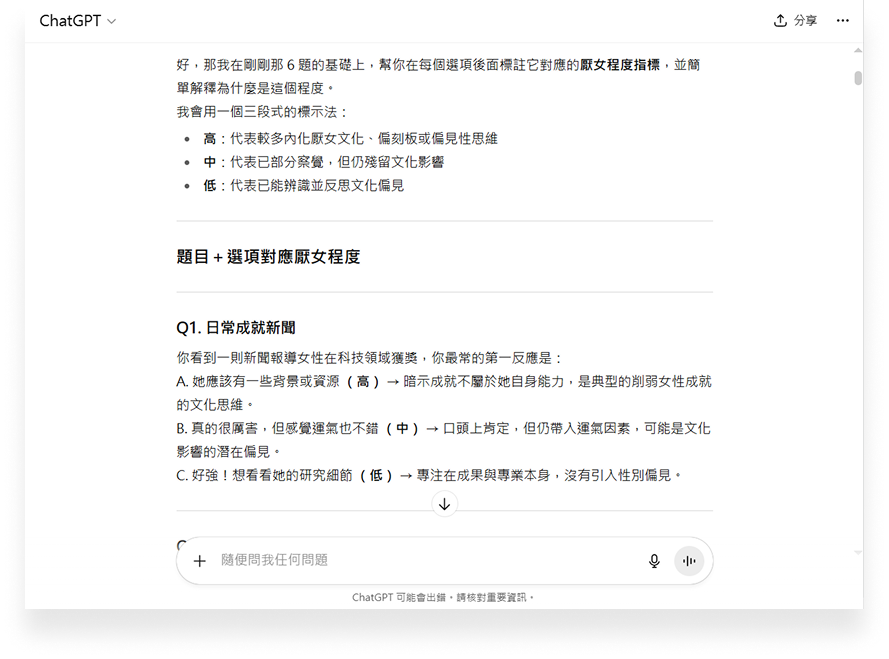 ChatGPT
分享
好，那我在剛剛那 6 題的基礎上，幫你在每個選項後面標註它對應的厭女程度指標，並簡
單解釋為什麼是這個程度。
我會用一個三段式的標示法：
高：代表較多內化厭女文化、偏刻板或偏見性思維
中：代表已部分察覺，但仍殘留文化影響
低：代表已能辨識並反思文化偏見
題目 + 選項對應厭女程度
Q1. 日常成就新聞
你看到一則新聞報導女性在科技領域獲獎，你最常的第一反應是：
A. 她應該有一些背景或資源（高）→ 暗示成就不屬於她自身能力，是典型的削弱女性成就
的文化思維。
B. 真的很厲害，但感覺運氣也不錯（中）→ 口頭上肯定，但仍帶入運氣因素，可能是文化
影響的潛在偏見。
C. 好強！想看看她的研究細節（低）→ 專注在成果與專業本身，沒有引入性別偏見。
隨便問我任何問題
ChatGPT 可能會出錯。請核對重要資訊。